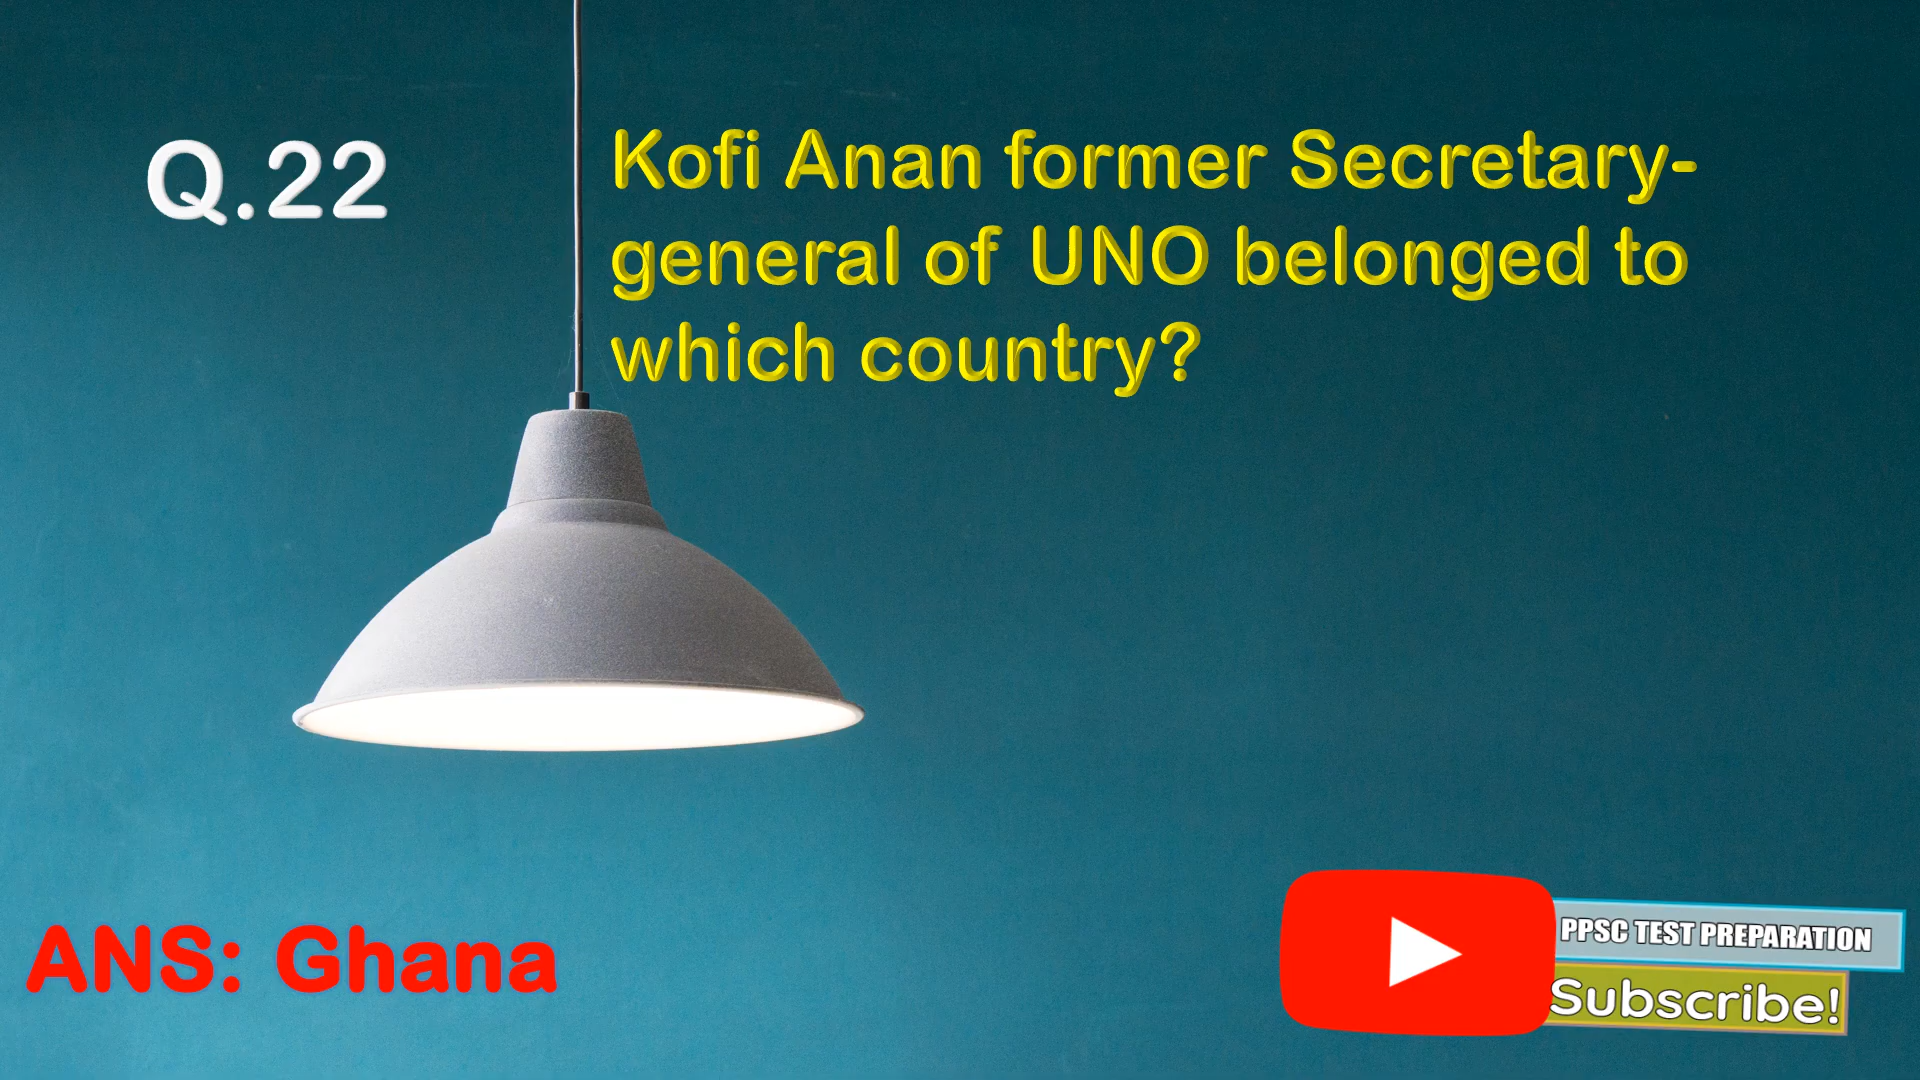 Q.22
Kofi Anan former Secretary-
general of UNO belonged to
which country?
ANS: Ghana
PPSC TEST PREPARATION
Subscribe!